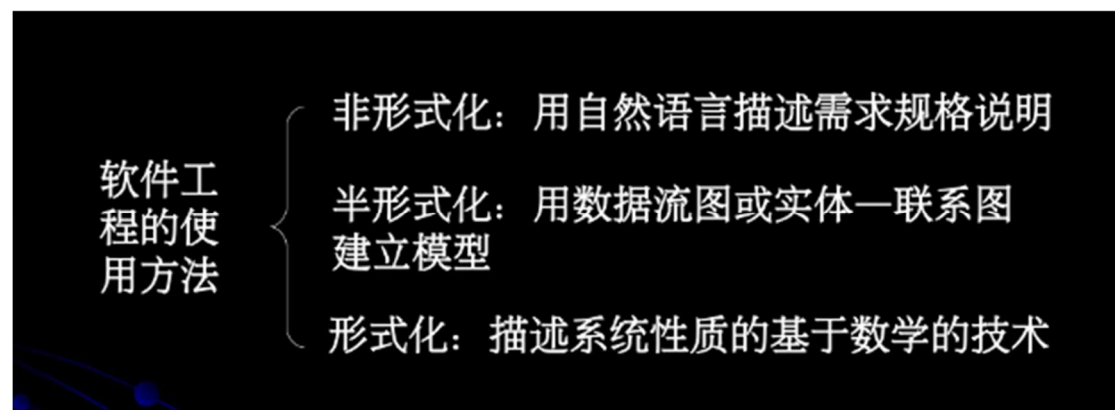 软件工
程的使
用方法
非形式化：用自然语言描述需求规格说明
半形式化：用数据流图或实体—联系图
建立模型
形式化：描述系统性质的基于数学的技术